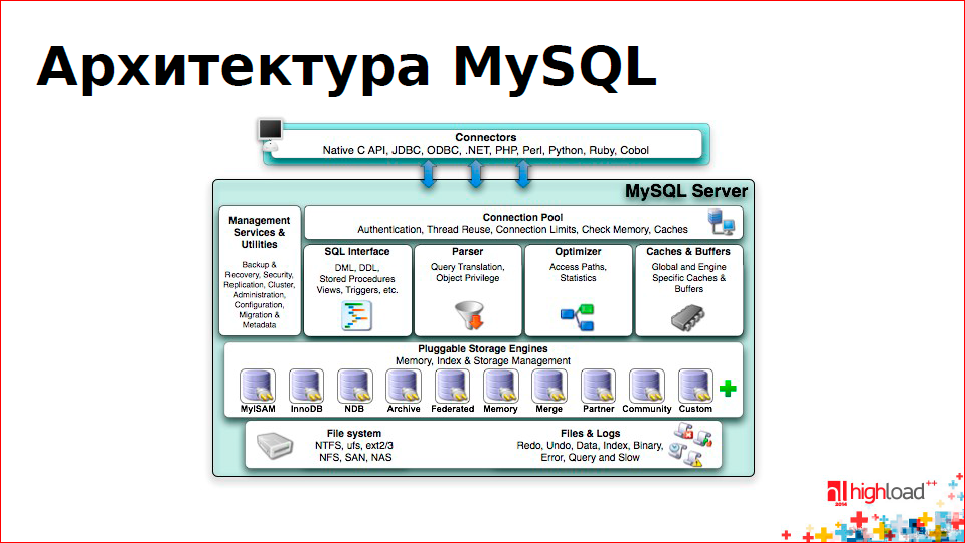 Архитектура MySQL
Connectors
Native C API, JDBC, ODBC, .NET, PHP, Perl, Python, Ruby, Cobol
MySQL Server
Management
Services &
Utilities
Backup &
Recovery, Security,
Replication, Cluster,
Administration,
Configuration,
Migration &
Metadata
Connection Pool
Authentication, Thread Reuse, Connection Limits, Check Memory, Caches
SQL Interface
DML, DDL,
Stored Procedures
Views, Triggers, etc.
Parser
Query Translation,
Object Privilege
Optimizer
Access Paths,
Statistics
Caches & Buffers
Global and Engine
Specific Caches &
Buffers
Pluggable Storage Engines
Memory, Index & Storage Management
MyISAM
InnoDB
NDB
Archive
Federated
Memory
Merge
Partner
Community
Custom
File system
NTFS, ufs, ext2/3
NFS, SAN, NAS
Files & Logs
Redo, Undo, Data, Index, Binary,
Error, Query and Slow
highload++
2014